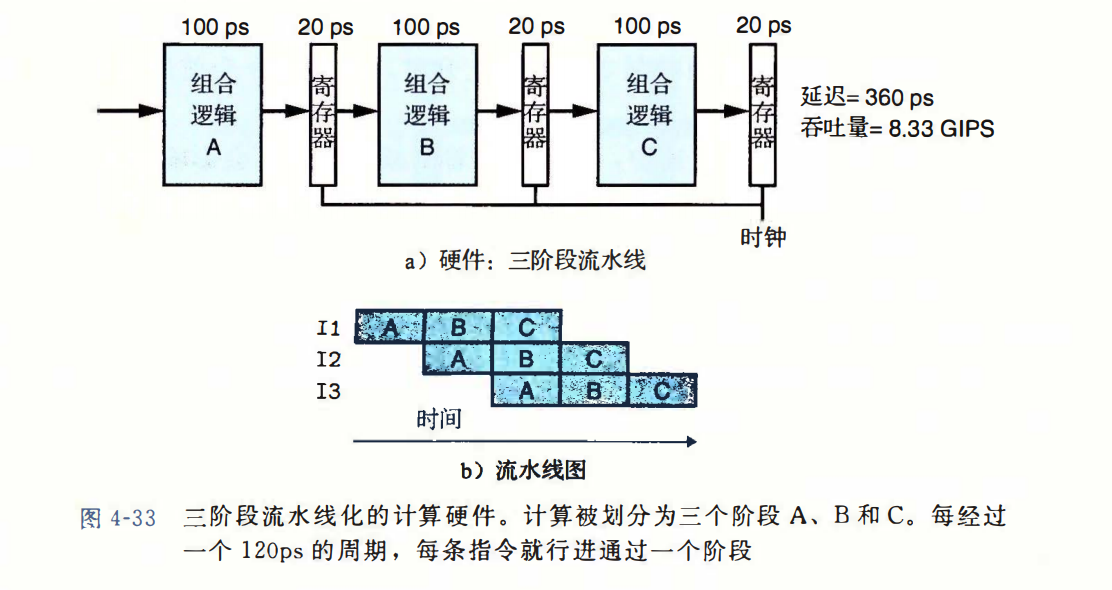 100 ps 20 ps 100 ps 20 ps 100 ps 20 ps
组合
逻辑
A
寄存器
组合
逻辑
B
寄存器
组合
逻辑
C
寄存器
延迟= 360 ps
吞吐量= 8.33 GIPS
时钟
a）硬件：三阶段流水线
I1 A B C
I2 A B C
I3 A B C
时间
b）流水线图
图 4-33 三阶段流水线化的计算硬件。计算被划分为三个阶段 A、B 和 C。每经过
一个 120ps 的周期，每条指令就行进通过一个阶段